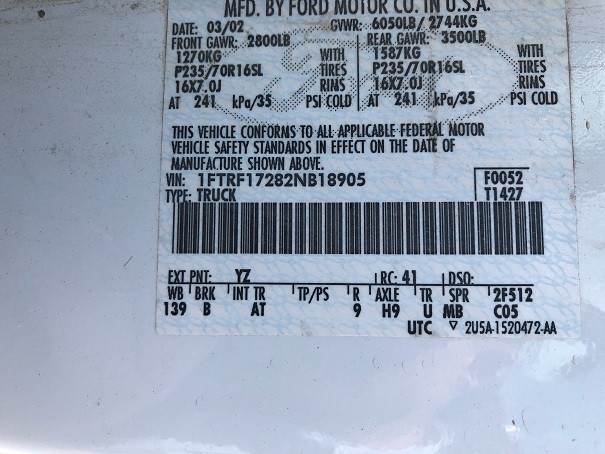 MFD. BY FORD MOTOR CO. IN U.S.A.
DATE: 03/02 GVWR: 6050LB/ 2744KG
FRONT GAWR: 2800LB REAR GAWR: 3500LB
1270KG WITH 1587KG WITH
P235/70R16SL TIRES P235/70R16SL TIRES
16X7.0J RIMS 16X7.0J RIMS
AT 241 kPa/35 PSI COLD AT 241 kPa/35 PSI COLD
THIS VEHICLE CONFORMS TO ALL APPLICABLE FEDERAL MOTOR
VEHICLE SAFETY STANDARDS IN EFFECT ON THE DATE OF
MANUFACTURE SHOWN ABOVE.
VIN: 1FTRF17282NB18905 F0052
TYPE: TRUCK T1427
EXT PNT: YZ RC: 41 DSO:
WB BRK INT TR TP/PS R AXLE TR SPR 2F512
139 B AT 9 H9 U MB C05
UTC ▽ 2U5A-1520472-AA